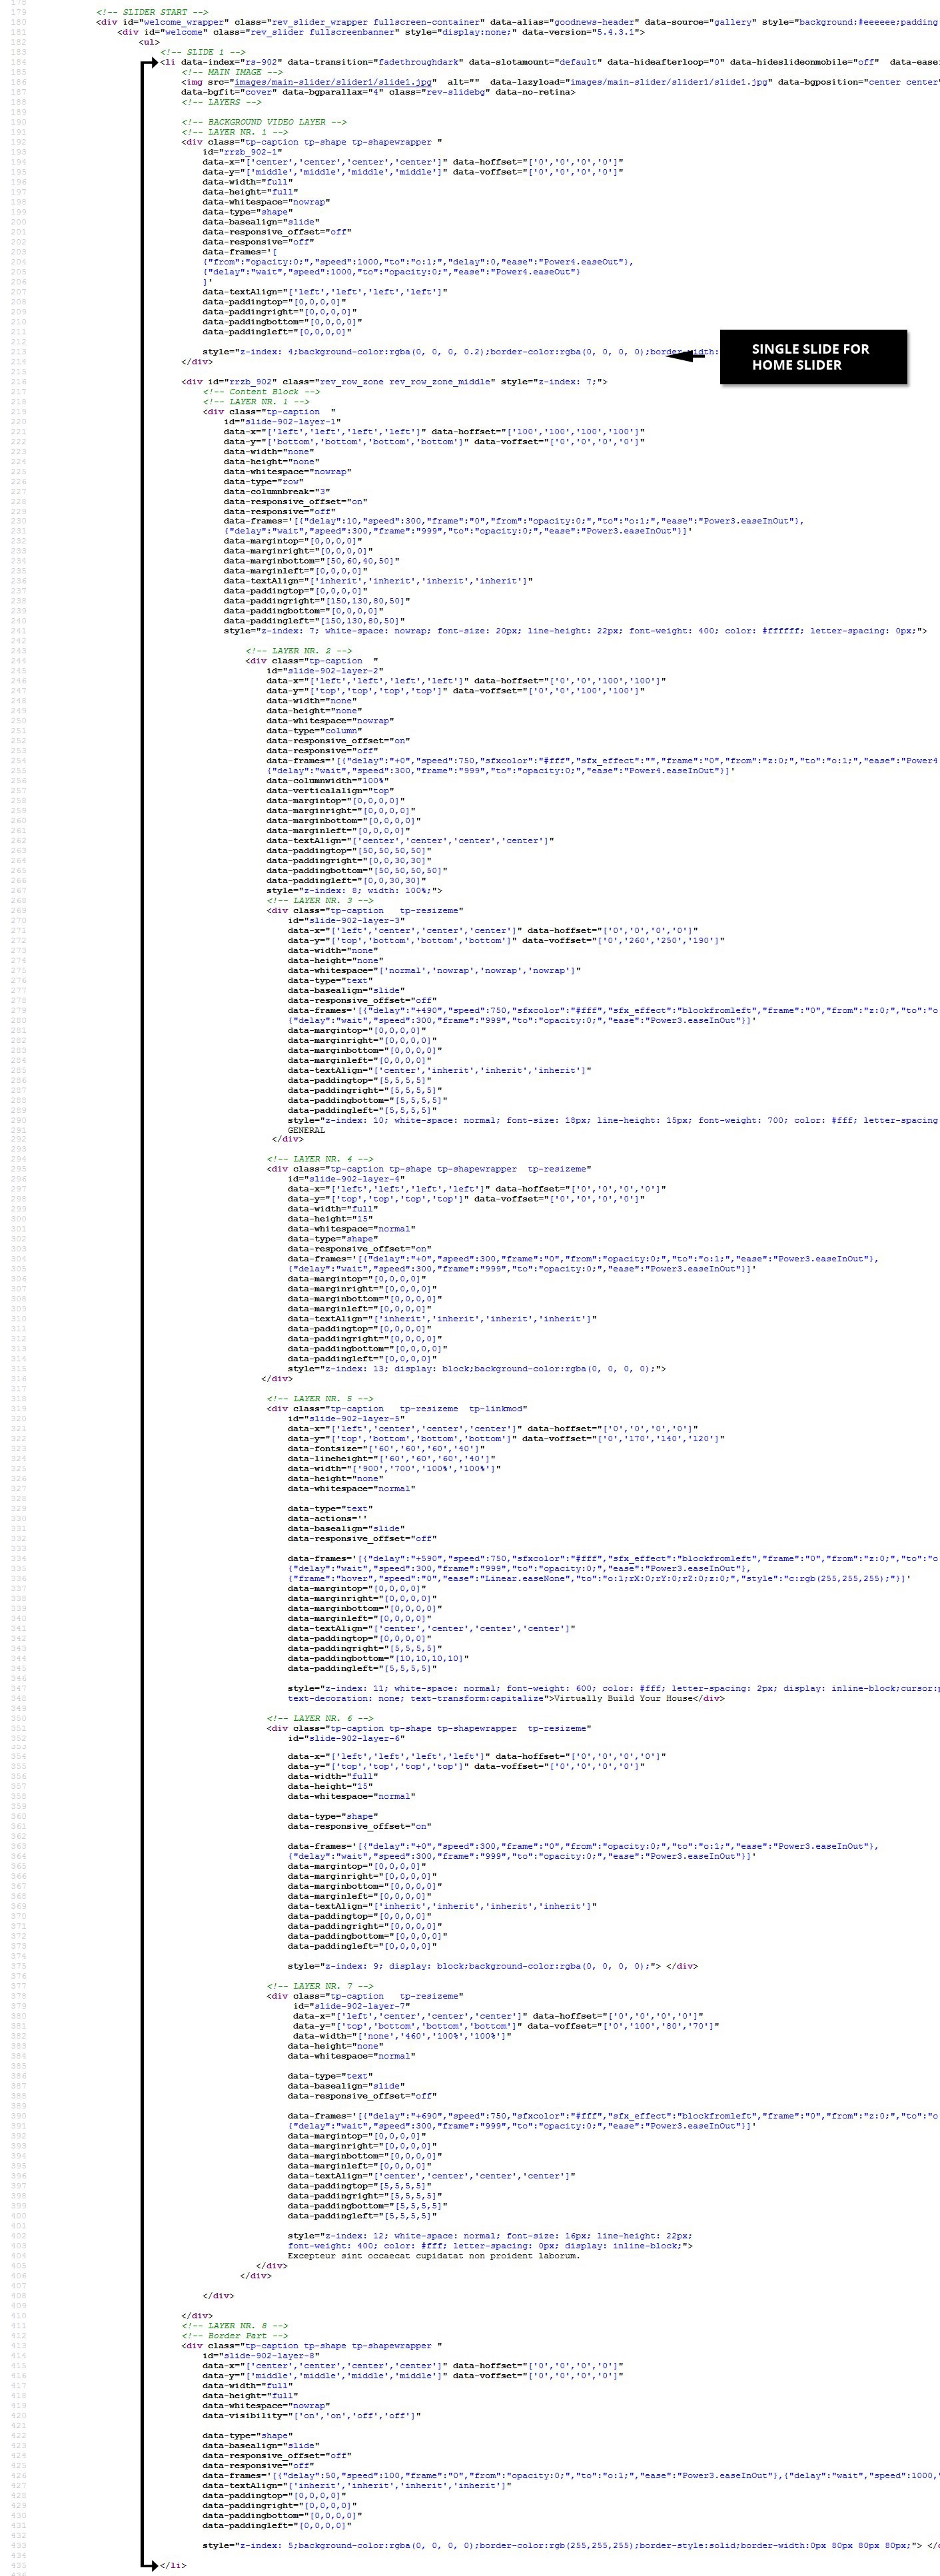 178
179 <!-- SLIDER START -->
180 <div id="welcome_wrapper" class="rev_slider_wrapper fullscreen-container" data-alias="goodnews-header" data-source="gallery" style="background:#eeeeee;padding
181 <div id="welcome" class="rev_slider fullscreenbanner" style="display:none;" data-version="5.4.3.1">
182 <ul>
183 <!-- SLIDE 1 -->
184 <li data-index="rs-902" data-transition="fadethroughdark" data-slotamount="default" data-hideafterloop="0" data-hideslideonmobile="off" data-easei
185 <!-- MAIN IMAGE -->
186 <img src="images/main-slider/slider1/slide1.jpg" alt="" data-lazyload="images/main-slider/slider1/slide1.jpg" data-bgposition="center center
187 data-bgfit="cover" data-bgparallax="4" class="rev-slidebg" data-no-retina>
188 <!-- LAYERS -->
189
190 <!-- BACKGROUND VIDEO LAYER -->
191 <!-- LAYER NR. 1 -->
192 <div class="tp-caption tp-shape tp-shapewrapper "
193 id="rrzb_902-1"
194 data-x="['center','center','center','center']" data-hoffset="['0','0','0','0']"
195 data-y="['middle','middle','middle','middle']" data-voffset="['0','0','0','0']"
196 data-width="full"
197 data-height="full"
198 data-whitespace="nowrap"
199 data-type="shape"
200 data-basealign="slide"
201 data-responsive_offset="off"
202 data-responsive="off"
203 data-frames='[
204 {"from":"opacity:0;","speed":1000,"to":"o:1;","delay":0,"ease":"Power4.easeOut"},
205 {"delay":"wait","speed":1000,"to":"opacity:0;","ease":"Power4.easeOut"}
206 ]'
207 data-textAlign="['left','left','left','left']"
208 data-paddingtop="[0,0,0,0]"
209 data-paddingright="[0,0,0,0]"
210 data-paddingbottom="[0,0,0,0]"
211 data-paddingleft="[0,0,0,0]"
212
213 style="z-index: 4;background-color:rgba(0, 0, 0, 0.2);border-color:rgba(0, 0, 0, 0);border-width:
SINGLE SLIDE FOR
HOME SLIDER
214 </div>
215
216 <div id="rrzb_902" class="rev_row_zone rev_row_zone_middle" style="z-index: 7;">
217 <!-- Content Block -->
218 <!-- LAYER NR. 1 -->
219 <div class="tp-caption "
220 id="slide-902-layer-1"
221 data-x="['left','left','left','left']" data-hoffset="['100','100','100','100']"
222 data-y="['bottom','bottom','bottom','bottom']" data-voffset="['0','0','0','0']"
223 data-width="none"
224 data-height="none"
225 data-whitespace="nowrap"
226 data-type="row"
227 data-columnbreak="3"
228 data-responsive_offset="on"
229 data-responsive="off"
230 data-frames='[{"delay":10,"speed":300,"frame":"0","from":"opacity:0;","to":"o:1;","ease":"Power3.easeInOut"},
231 {"delay":"wait","speed":300,"frame":"999","to":"opacity:0;","ease":"Power3.easeInOut"}]'
232 data-margintop="[0,0,0,0]"
233 data-marginright="[0,0,0,0]"
234 data-marginbottom="[50,60,40,50]"
235 data-marginleft="[0,0,0,0]"
236 data-textAlign="['inherit','inherit','inherit','inherit']"
237 data-paddingtop="[0,0,0,0]"
238 data-paddingright="[150,130,80,50]"
239 data-paddingbottom="[0,0,0,0]"
240 data-paddingleft="[150,130,80,50]"
241 style="z-index: 7; white-space: nowrap; font-size: 20px; line-height: 22px; font-weight: 400; color: #ffffff; letter-spacing: 0px;">
242
243 <!-- LAYER NR. 2 -->
244 <div class="tp-caption "
245 id="slide-902-layer-2"
246 data-x="['left','left','left','left']" data-hoffset="['0','0','100','100']"
247 data-y="['top','top','top','top']" data-voffset="['0','0','100','100']"
248 data-width="none"
249 data-height="none"
250 data-whitespace="nowrap"
251 data-type="column"
252 data-responsive_offset="on"
253 data-responsive="off"
254 data-frames='[{"delay":"+0","speed":750,"sfxcolor":"#fff","sfx_effect":"","frame":"0","from":"z:0;","to":"o:1;","ease":"Power4
255 {"delay":"wait","speed":300,"frame":"999","to":"opacity:0;","ease":"Power4.easeInOut"}]'
256 data-columnwidth="100%"
257 data-verticalalign="top"
258 data-margintop="[0,0,0,0]"
259 data-marginright="[0,0,0,0]"
260 data-marginbottom="[0,0,0,0]"
261 data-marginleft="[0,0,0,0]"
262 data-textAlign="['center','center','center','center']"
263 data-paddingtop="[50,50,50,50]"
264 data-paddingright="[0,0,30,30]"
265 data-paddingbottom="[50,50,50,50]"
266 data-paddingleft="[0,0,30,30]"
267 style="z-index: 8; width: 100%;">
268 <!-- LAYER NR. 3 -->
269 <div class="tp-caption tp-resizeme"
270 id="slide-902-layer-3"
271 data-x="['left','center','center','center']" data-hoffset="['0','0','0','0']"
272 data-y="['top','bottom','bottom','bottom']" data-voffset="['0','260','250','190']"
273 data-width="none"
274 data-height="none"
275 data-whitespace="['normal','nowrap','nowrap','nowrap']"
276 data-type="text"
277 data-basealign="slide"
278 data-responsive_offset="off"
279 data-frames='[{"delay":"+490","speed":750,"sfxcolor":"#fff","sfx_effect":"blockfromleft","frame":"0","from":"z:0;","to":"o
280 {"delay":"wait","speed":300,"frame":"999","to":"opacity:0;","ease":"Power3.easeInOut"}]'
281 data-margintop="[0,0,0,0]"
282 data-marginright="[0,0,0,0]"
283 data-marginbottom="[0,0,0,0]"
284 data-marginleft="[0,0,0,0]"
285 data-textAlign="['center','inherit','inherit','inherit']"
286 data-paddingtop="[5,5,5,5]"
287 data-paddingright="[5,5,5,5]"
288 data-paddingbottom="[5,5,5,5]"
289 data-paddingleft="[5,5,5,5]"
290 style="z-index: 10; white-space: normal; font-size: 18px; line-height: 15px; font-weight: 700; color: #fff; letter-spacing
291 GENERAL
292 </div>
293
294 <!-- LAYER NR. 4 -->
295 <div class="tp-caption tp-shape tp-shapewrapper tp-resizeme"
296 id="slide-902-layer-4"
297 data-x="['left','left','left','left']" data-hoffset="['0','0','0','0']"
298 data-y="['top','top','top','top']" data-voffset="['0','0','0','0']"
299 data-width="full"
300 data-height="15"
301 data-whitespace="normal"
302 data-type="shape"
303 data-responsive_offset="on"
304 data-frames='[{"delay":"+0","speed":300,"frame":"0","from":"opacity:0;","to":"o:1;","ease":"Power3.easeInOut"},
305 {"delay":"wait","speed":300,"frame":"999","to":"opacity:0;","ease":"Power3.easeInOut"}]'
306 data-margintop="[0,0,0,0]"
307 data-marginright="[0,0,0,0]"
308 data-marginbottom="[0,0,0,0]"
309 data-marginleft="[0,0,0,0]"
310 data-textAlign="['inherit','inherit','inherit','inherit']"
311 data-paddingtop="[0,0,0,0]"
312 data-paddingright="[0,0,0,0]"
313 data-paddingbottom="[0,0,0,0]"
314 data-paddingleft="[0,0,0,0]"
315 style="z-index: 13; display: block;background-color:rgba(0, 0, 0, 0);">
316 </div>
317
318 <!-- LAYER NR. 5 -->
319 <div class="tp-caption tp-resizeme tp-linkmod"
320 id="slide-902-layer-5"
321 data-x="['left','center','center','center']" data-hoffset="['0','0','0','0']"
322 data-y="['top','bottom','bottom','bottom']" data-voffset="['0','170','140','120']"
323 data-fontsize="['60','60','60','40']"
324 data-lineheight="['60','60','60','40']"
325 data-width="['900','700','100%','100%']"
326 data-height="none"
327 data-whitespace="normal"
328
329 data-type="text"
330 data-actions=''
331 data-basealign="slide"
332 data-responsive_offset="off"
333
334 data-frames='[{"delay":"+590","speed":750,"sfxcolor":"#fff","sfx_effect":"blockfromleft","frame":"0","from":"z:0;","to":"o
335 {"delay":"wait","speed":300,"frame":"999","to":"opacity:0;","ease":"Power3.easeInOut"},
336 {"frame":"hover","speed":"0","ease":"Linear.easeNone","to":"o:1;rX:0;rY:0;rZ:0;z:0;","style":"c:rgb(255,255,255);"}]'
337 data-margintop="[0,0,0,0]"
338 data-marginright="[0,0,0,0]"
339 data-marginbottom="[0,0,0,0]"
340 data-marginleft="[0,0,0,0]"
341 data-textAlign="['center','center','center','center']"
342 data-paddingtop="[0,0,0,0]"
343 data-paddingright="[5,5,5,5]"
344 data-paddingbottom="[10,10,10,10]"
345 data-paddingleft="[5,5,5,5]"
346
347 style="z-index: 11; white-space: normal; font-weight: 600; color: #fff; letter-spacing: 2px; display: inline-block;cursor:p
348 text-decoration: none; text-transform:capitalize">Virtually Build Your House</div>
349
350 <!-- LAYER NR. 6 -->
351 <div class="tp-caption tp-shape tp-shapewrapper tp-resizeme"
352 id="slide-902-layer-6"
353
354 data-x="['left','left','left','left']" data-hoffset="['0','0','0','0']"
355 data-y="['top','top','top','top']" data-voffset="['0','0','0','0']"
356 data-width="full"
357 data-height="15"
358 data-whitespace="normal"
359
360 data-type="shape"
361 data-responsive_offset="on"
362
363 data-frames='[{"delay":"+0","speed":300,"frame":"0","from":"opacity:0;","to":"o:1;","ease":"Power3.easeInOut"},
364 {"delay":"wait","speed":300,"frame":"999","to":"opacity:0;","ease":"Power3.easeInOut"}]'
365 data-margintop="[0,0,0,0]"
366 data-marginright="[0,0,0,0]"
367 data-marginbottom="[0,0,0,0]"
368 data-marginleft="[0,0,0,0]"
369 data-textAlign="['inherit','inherit','inherit','inherit']"
370 data-paddingtop="[0,0,0,0]"
371 data-paddingright="[0,0,0,0]"
372 data-paddingbottom="[0,0,0,0]"
373 data-paddingleft="[0,0,0,0]"
374
375 style="z-index: 9; display: block;background-color:rgba(0, 0, 0, 0);"> </div>
376
377 <!-- LAYER NR. 7 -->
378 <div class="tp-caption tp-resizeme"
379 id="slide-902-layer-7"
380 data-x="['left','center','center','center']" data-hoffset="['0','0','0','0']"
381 data-y="['top','bottom','bottom','bottom']" data-voffset="['0','100','80','70']"
382 data-width="['none','460','100%','100%']"
383 data-height="none"
384 data-whitespace="normal"
385
386 data-type="text"
387 data-basealign="slide"
388 data-responsive_offset="off"
389
390 data-frames='[{"delay":"+690","speed":750,"sfxcolor":"#fff","sfx_effect":"blockfromleft","frame":"0","from":"z:0;","to":"o
391 {"delay":"wait","speed":300,"frame":"999","to":"opacity:0;","ease":"Power3.easeInOut"}]'
392 data-margintop="[0,0,0,0]"
393 data-marginright="[0,0,0,0]"
394 data-marginbottom="[0,0,0,0]"
395 data-marginleft="[0,0,0,0]"
396 data-textAlign="['center','center','center','center']"
397 data-paddingtop="[5,5,5,5]"
398 data-paddingright="[5,5,5,5]"
399 data-paddingbottom="[5,5,5,5]"
400 data-paddingleft="[5,5,5,5]"
401
402 style="z-index: 12; white-space: normal; font-size: 16px; line-height: 22px;
403 font-weight: 400; color: #fff; letter-spacing: 0px; display: inline-block;">
404 Excepteur sint occaecat cupidatat non proident laborum.
405 </div>
406 </div>
407
408 </div>
409
410 </div>
411 <!-- LAYER NR. 8 -->
412 <!-- Border Part -->
413 <div class="tp-caption tp-shape tp-shapewrapper "
414 id="slide-902-layer-8"
415 data-x="['center','center','center','center']" data-hoffset="['0','0','0','0']"
416 data-y="['middle','middle','middle','middle']" data-voffset="['0','0','0','0']"
417 data-width="full"
418 data-height="full"
419 data-whitespace="nowrap"
420 data-visibility="['on','on','off','off']"
421
422 data-type="shape"
423 data-basealign="slide"
424 data-responsive_offset="off"
425 data-responsive="off"
426 data-frames='[{"delay":50,"speed":100,"frame":"0","from":"opacity:0;","to":"o:1;","ease":"Power3.easeInOut"},{"delay":"wait","speed":1000,"
427 data-textAlign="['inherit','inherit','inherit','inherit']"
428 data-paddingtop="[0,0,0,0]"
429 data-paddingright="[0,0,0,0]"
430 data-paddingbottom="[0,0,0,0]"
431 data-paddingleft="[0,0,0,0]"
432
433 style="z-index: 5;background-color:rgba(0, 0, 0, 0);border-color:rgb(255,255,255);border-style:solid;border-width:0px 80px 80px 80px;"> </d
434
435 </li>